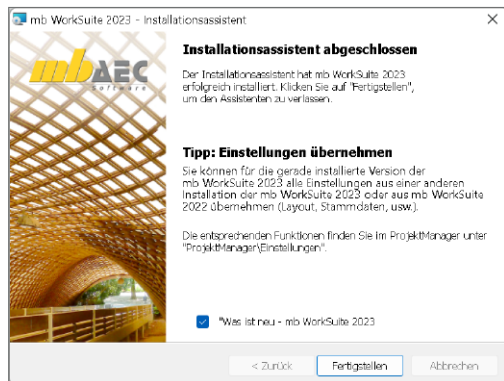 mb WorkSuite 2023 - Installationsassistent
mbAEC
Software
Installationsassistent abgeschlossen
Der Installationsassistent hat mb WorkSuite 2023
erfolgreich installiert. Klicken Sie auf "Fertigstellen",
um den Assistenten zu verlassen.
Tipp: Einstellungen übernehmen
Sie können für die gerade installierte Version der
mb WorkSuite 2023 alle Einstellungen aus einer anderen
Installation der mb WorkSuite 2023 oder aus mb WorkSuite
2022 übernehmen (Layout, Stammdaten, usw.).
Die entsprechenden Funktionen finden Sie im ProjektManager unter
"ProjektManager\Einstellungen".
"Was ist neu - mb WorkSuite 2023
< Zurück Fertigstellen Abbrechen